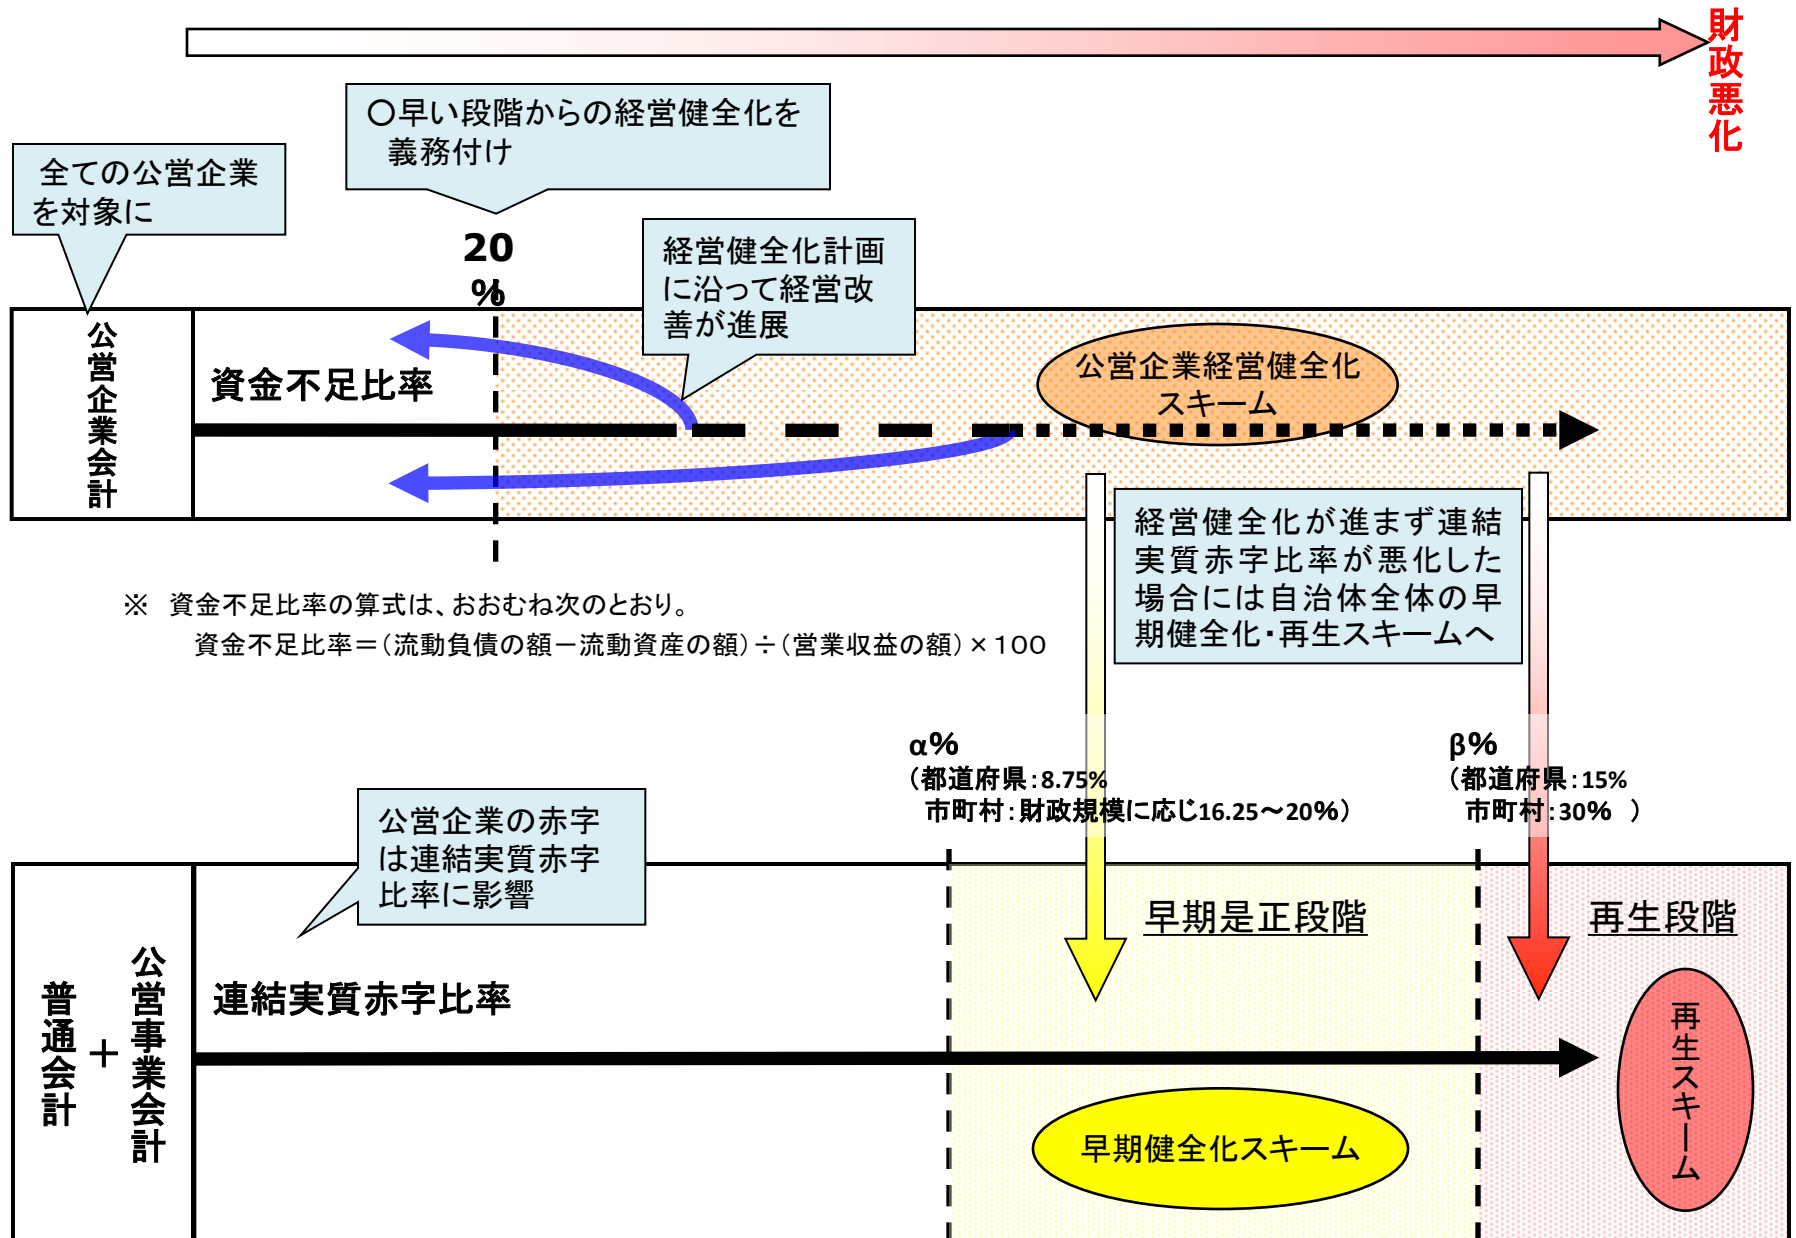 財政悪化
○早い段階からの経営健全化を
義務付け
全ての公営企業
を対象に
20
%
経営健全化計画
に沿って経営改
善が進展
公営企業会計
資金不足比率
公営企業経営健全化
スキーム
経営健全化が進まず連結
実質赤字比率が悪化した
場合には自治体全体の早
期健全化・再生スキームへ
※　資金不足比率の算式は、おおむね次のとおり。
資金不足比率＝（流動負債の額－流動資産の額）÷（営業収益の額）×１００
α%
（都道府県：8.75%
市町村：財政規模に応じ16.25～20%）
β%
（都道府県：15%
市町村：30%　）
公営企業の赤字
は連結実質赤字
比率に影響
早期是正段階
再生段階
普通会計
＋
公営事業会計
連結実質赤字比率
早期健全化スキーム
再生スキーム